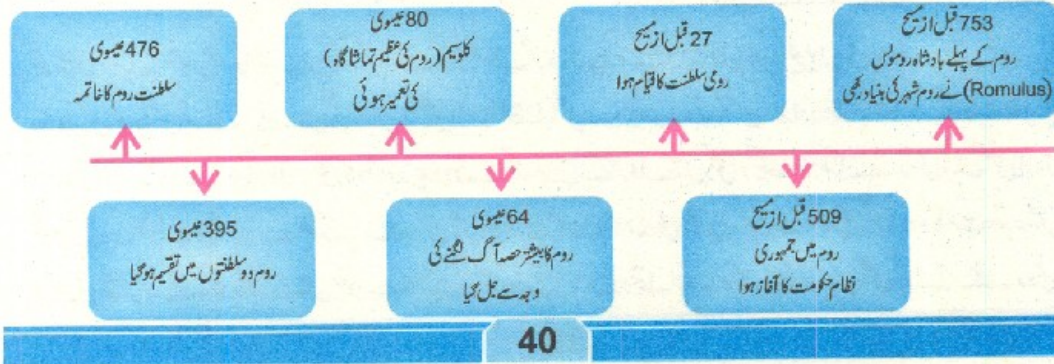 753 قبل از مسیح
روم کے پہلے بادشاہ رومولس
(Romulus) نے روم شہر کی بنیاد رکھی
509 قبل از مسیح
روم میں جمہوری
نظام حکومت کا آغاز ہوا
27 قبل از مسیح
رومی سلطنت کا قیام ہوا
64 عیسوی
روم کا بیشتر حصہ آگ لگنے کی
وجہ سے جل گیا
80 عیسوی
کلوسیم (روم کی عظیم تماشا گاہ)
کی تعمیر ہوئی
395 عیسوی
روم دو سلطنتوں میں تقسیم ہو گیا
476 عیسوی
سلطنت روم کا خاتمہ
40